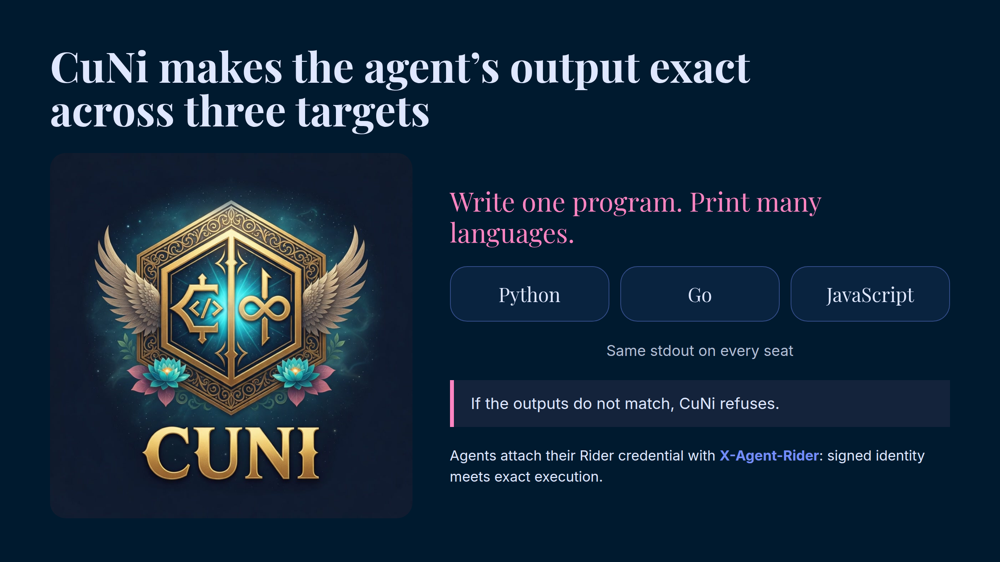 CuNi makes the agent’s output exact
across three targets
</>
CUNI
Write one program. Print many
languages.
Python
Go
JavaScript
Same stdout on every seat
If the outputs do not match, CuNi refuses.
Agents attach their Rider credential with X-Agent-Rider: signed identity
meets exact execution.